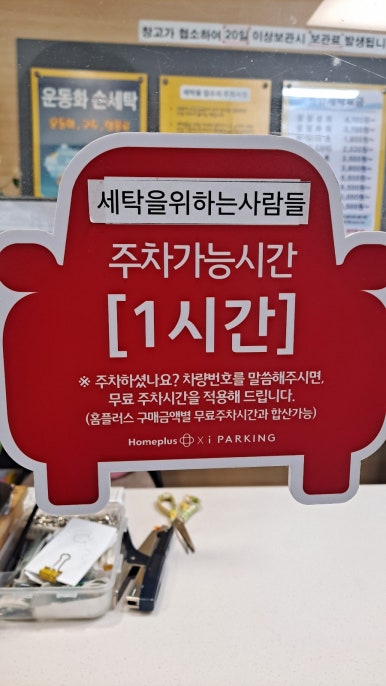 창고가 협소하여 20일 이상보관시 보관료 발생됩니
운동화 손세탁
세탁을위하는사람들
주차가능시간
[1시간]
※ 주차하셨나요? 차량번호를 말씀해주시면,
무료 주차시간을 적용해 드립니다.
(홈플러스 구매금액별 무료주차시간과 합산가능)
Homeplus X i PARKING